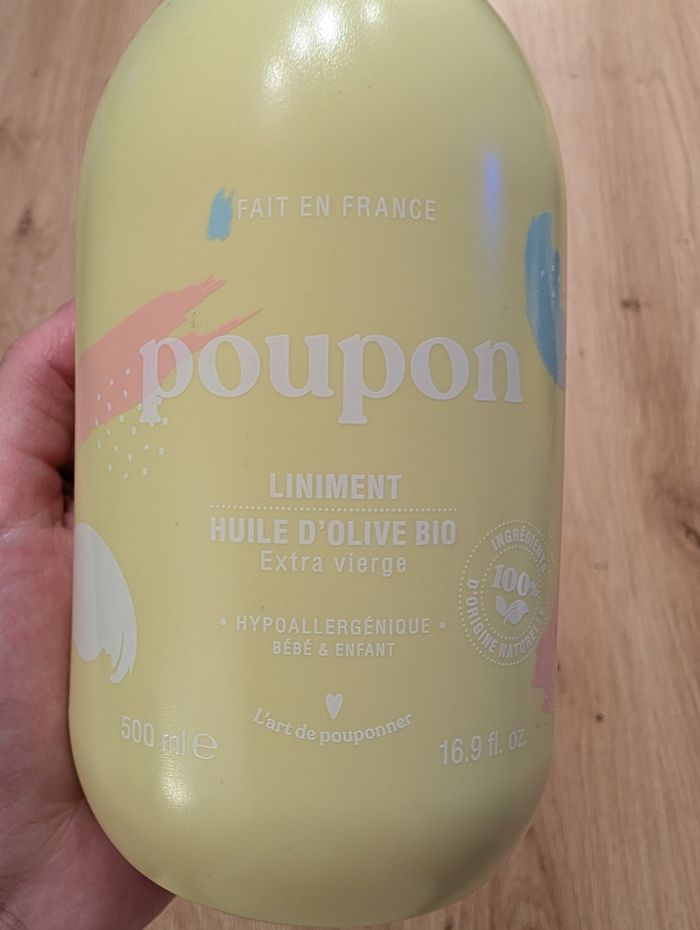 FAIT EN FRANCE
poupon
LINIMENT
HUILE D'OLIVE BIO
Extra vierge
• HYPOALLERGÉNIQUE •
BÉBÉ & ENFANT
INGRÉDIENTS
100%
D'ORIGINE NATURELLE
L'art de pouponner
500 ml ℮
16.9 fl. oz.